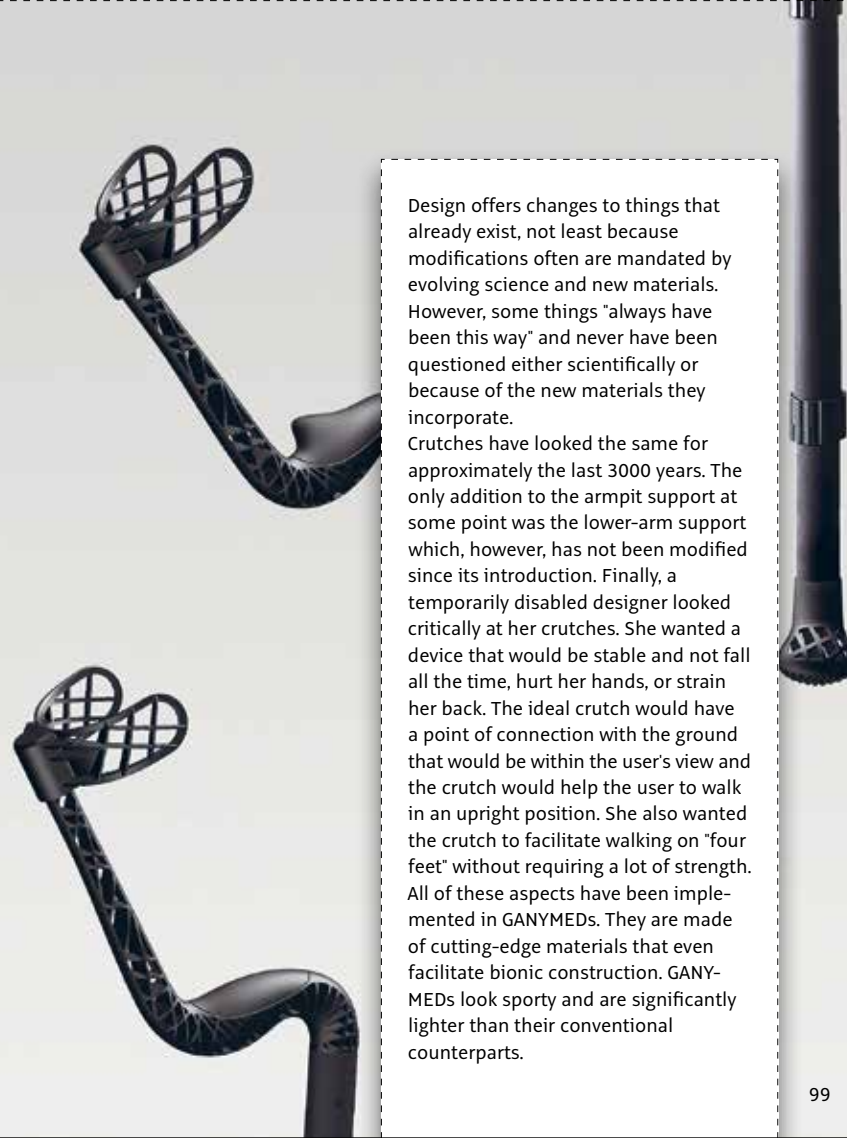 Design offers changes to things that
already exist, not least because
modifications often are mandated by
evolving science and new materials.
However, some things "always have
been this way" and never have been
questioned either scientifically or
because of the new materials they
incorporate.
Crutches have looked the same for
approximately the last 3000 years. The
only addition to the armpit support at
some point was the lower-arm support
which, however, has not been modified
since its introduction. Finally, a
temporarily disabled designer looked
critically at her crutches. She wanted a
device that would be stable and not fall
all the time, hurt her hands, or strain
her back. The ideal crutch would have
a point of connection with the ground
that would be within the user's view and
the crutch would help the user to walk
in an upright position. She also wanted
the crutch to facilitate walking on "four
feet" without requiring a lot of strength.
All of these aspects have been imple-
mented in GANYMEDs. They are made
of cutting-edge materials that even
facilitate bionic construction. GANY-
MEDs look sporty and are significantly
lighter than their conventional
counterparts.
99